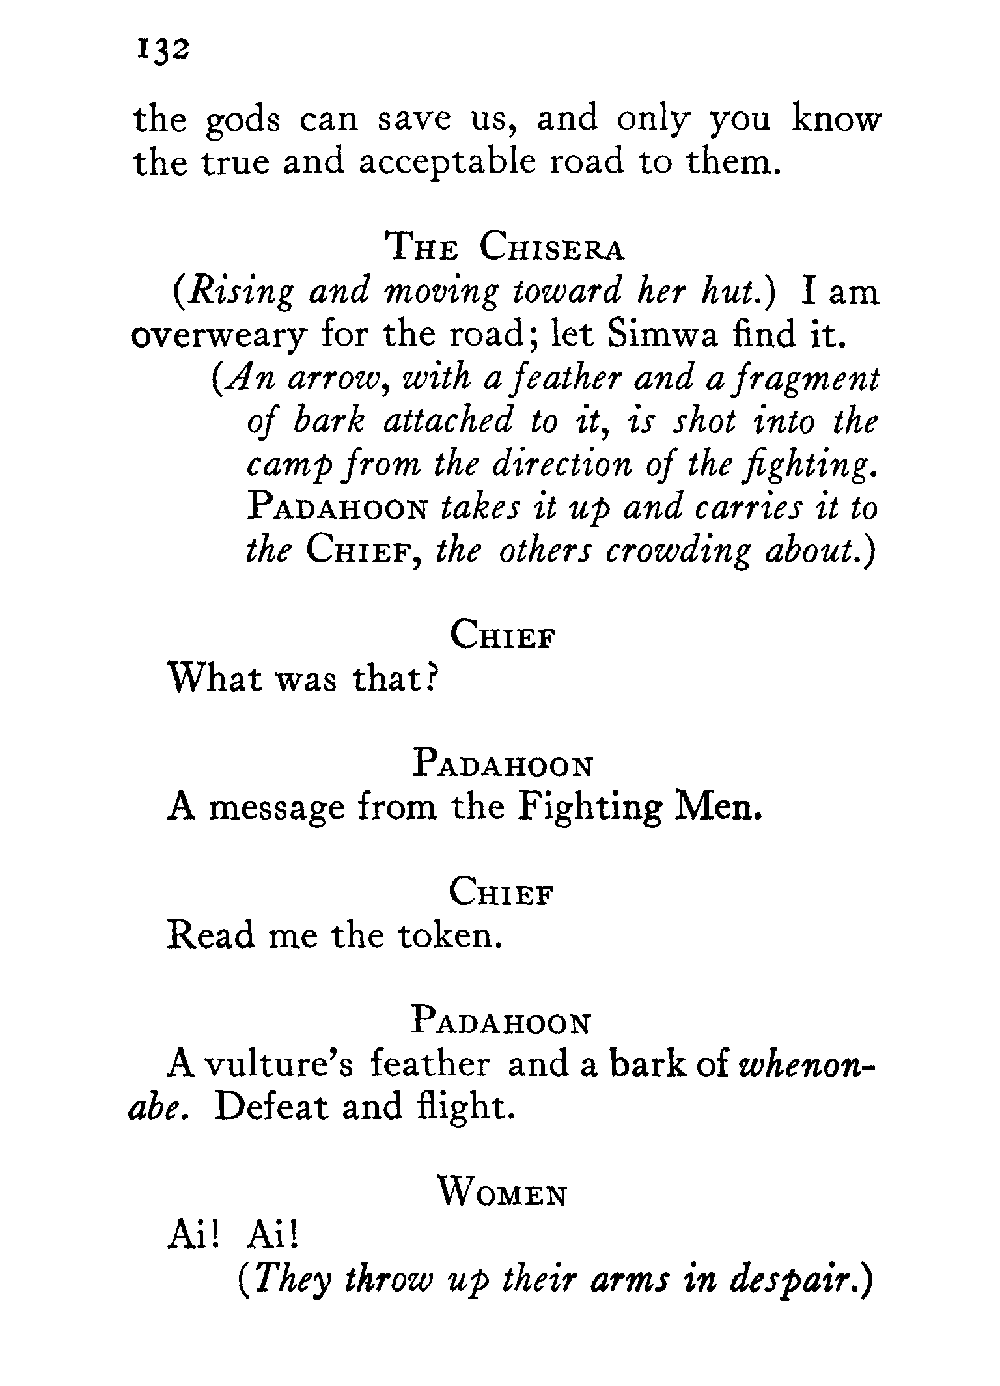 132
the gods can save us, and only you know
the true and acceptable road to them.
The Chisera
(Rising and moving toward her hut.) I am
overweary for the road; let Simwa find it.
(An arrow, with a feather and a fragment
of bark attached to it, is shot into the
camp from the direction of the fighting.
Padahoon takes it up and carries it to
the Chief, the others crowding about.)
Chief
What was that?
Padahoon
A message from the Fighting Men.
Chief
Read me the token.
Padahoon
A vulture's feather and a bark of whenon-
abe. Defeat and flight.
Women
Ai! Ai!
(They throw up their arms in despair.)